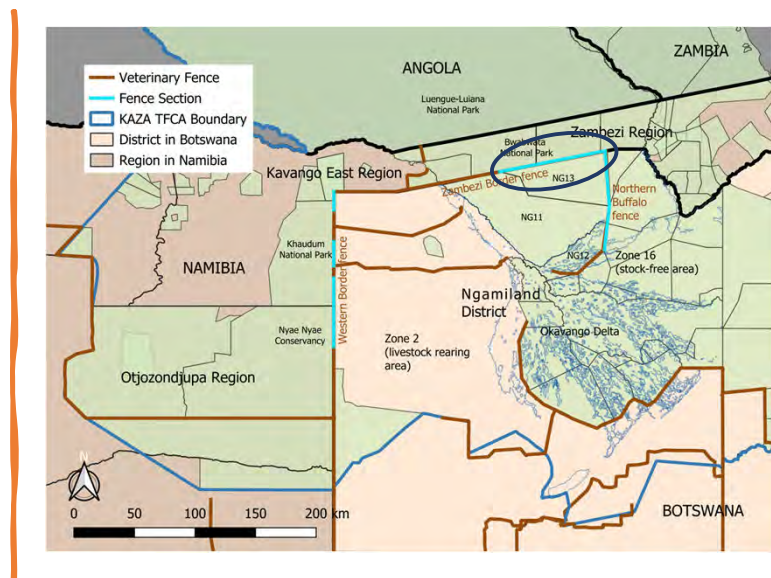 Veterinary Fence
Fence Section
KAZA TFCA Boundary
District in Botswana
Region in Namibia
ANGOLA
ZAMBIA
Luengue-Luiana
National Park
Bwabwata
National Park
Zambezi Region
Kavango East Region
Zambezi Border fence
NG13
Northern
Buffalo
fence
NG11
Khaudum
National Park
NAMIBIA
Western Border fence
NG12
Zone 16
(stock-free area)
Ngamiland
District
Okavango Delta
Nyae Nyae
Conservancy
Zone 2
(livestock rearing
area)
Otjozondjupa Region
N
0 50 100 150 200 km
BOTSWANA